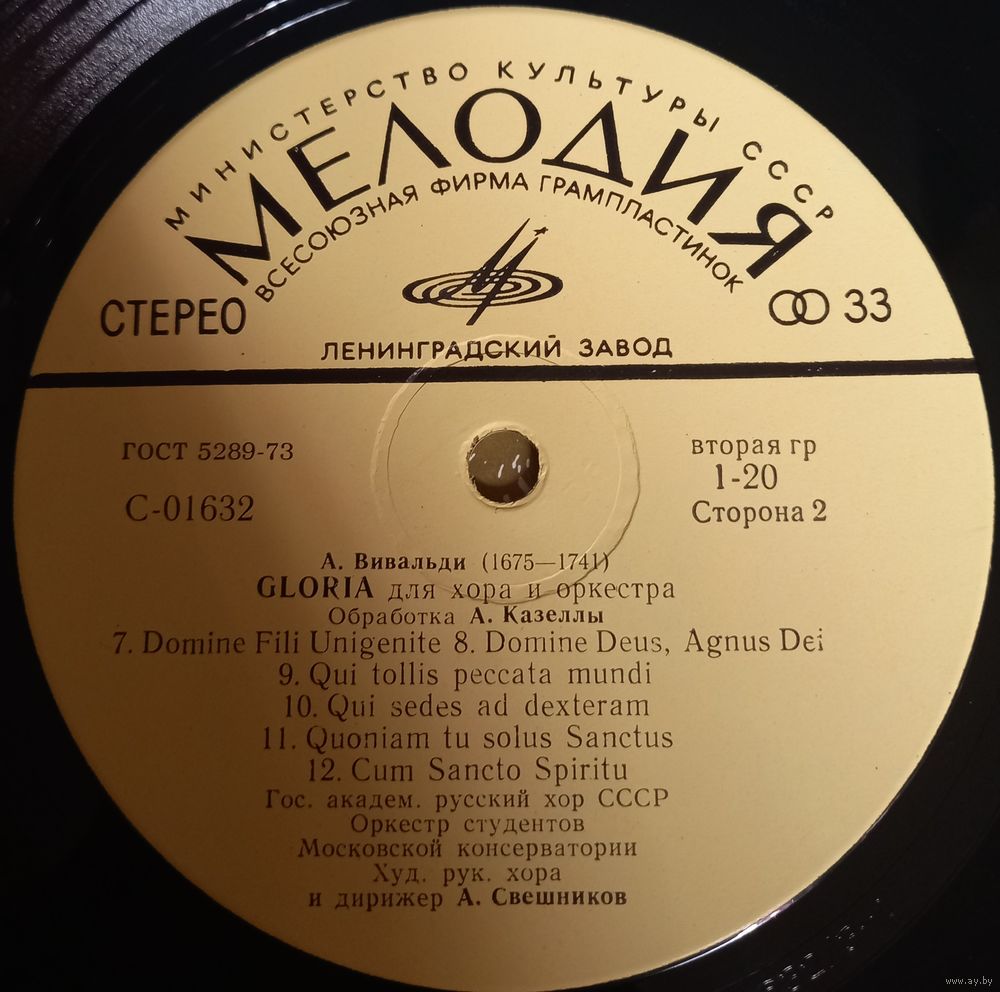 МИНИСТЕРСТВО КУЛЬТУРЫ СССР
МЕЛОДИЯ
ВСЕСОЮЗНАЯ ФИРМА ГРАМПЛАСТИНОК
СТЕРЕО
33
ЛЕНИНГРАДСКИЙ ЗАВОД
ГОСТ 5289-73
вторая гр
С-01632
1-20
Сторона 2
А. Вивальди (1675—1741)
GLORIA для хора и оркестра
Обработка А. Казеллы
7. Domine Fili Unigenite 8. Domine Deus, Agnus Dei
9. Qui tollis peccata mundi
10. Qui sedes ad dexteram
11. Quoniam tu solus Sanctus
12. Cum Sancto Spiritu
Гос. академ. русский хор СССР
Оркестр студентов
Московской консерватории
Худ. рук. хора
и дирижер А. Свешников
www.ay.by